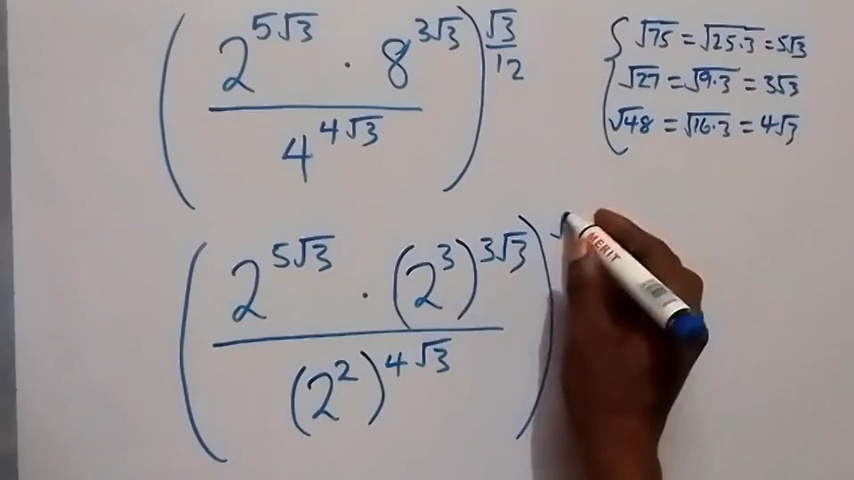 (2^{5√3} · 8^{3√3} / 4^{4√3})^{√3/12}
{√75 = √25·3 = 5√3
√27 = √9·3 = 3√3
√48 = √16·3 = 4√3
(2^{5√3} · (2^3)^{3√3} / (2^2)^{4√3})^√
MERIT